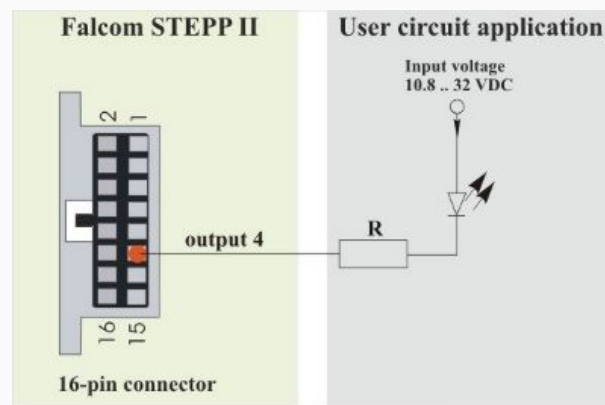 Falcom STEPP II
User circuit application
Input voltage
10.8 .. 32 VDC
2 1
output 4
R
16 15
16-pin connector